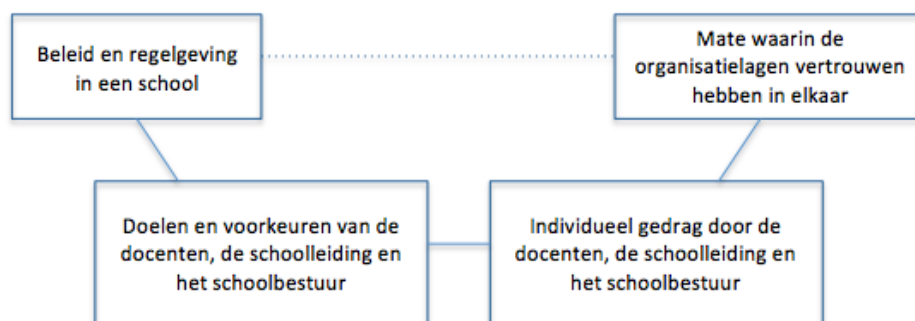 Beleid en regelgeving
in een school
Mate waarin de
organisatielagen vertrouwen
hebben in elkaar
Doelen en voorkeuren van de
docenten, de schoolleiding en
het schoolbestuur
Individueel gedrag door de
docenten, de schoolleiding en
het schoolbestuur